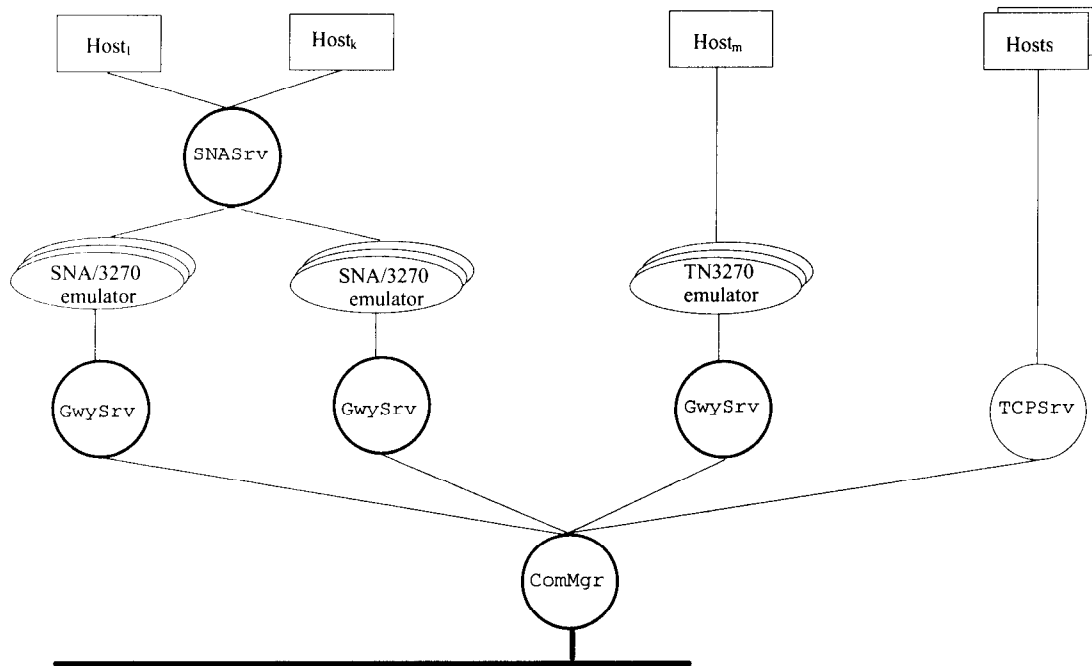 Host₁
Hostₖ
Hostₘ
Hosts
SNASrv
SNA/3270
emulator
SNA/3270
emulator
TN3270
emulator
GwySrv
GwySrv
GwySrv
TCPSrv
ComMgr